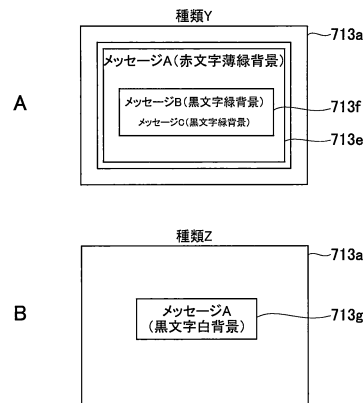 種類Y
713a
A
メッセージA(赤文字薄緑背景)
メッセージB(黒文字緑背景)
713f
メッセージC(黒文字緑背景)
713e
種類Z
713a
B
メッセージA
(黒文字白背景)
713g